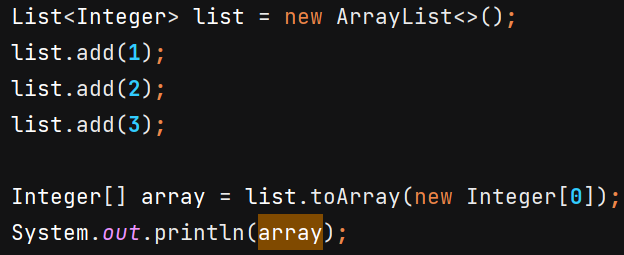 List<Integer> list = new ArrayList<>();
list.add(1);
list.add(2);
list.add(3);
Integer[] array = list.toArray(new Integer[0]);
System.out.println(array);